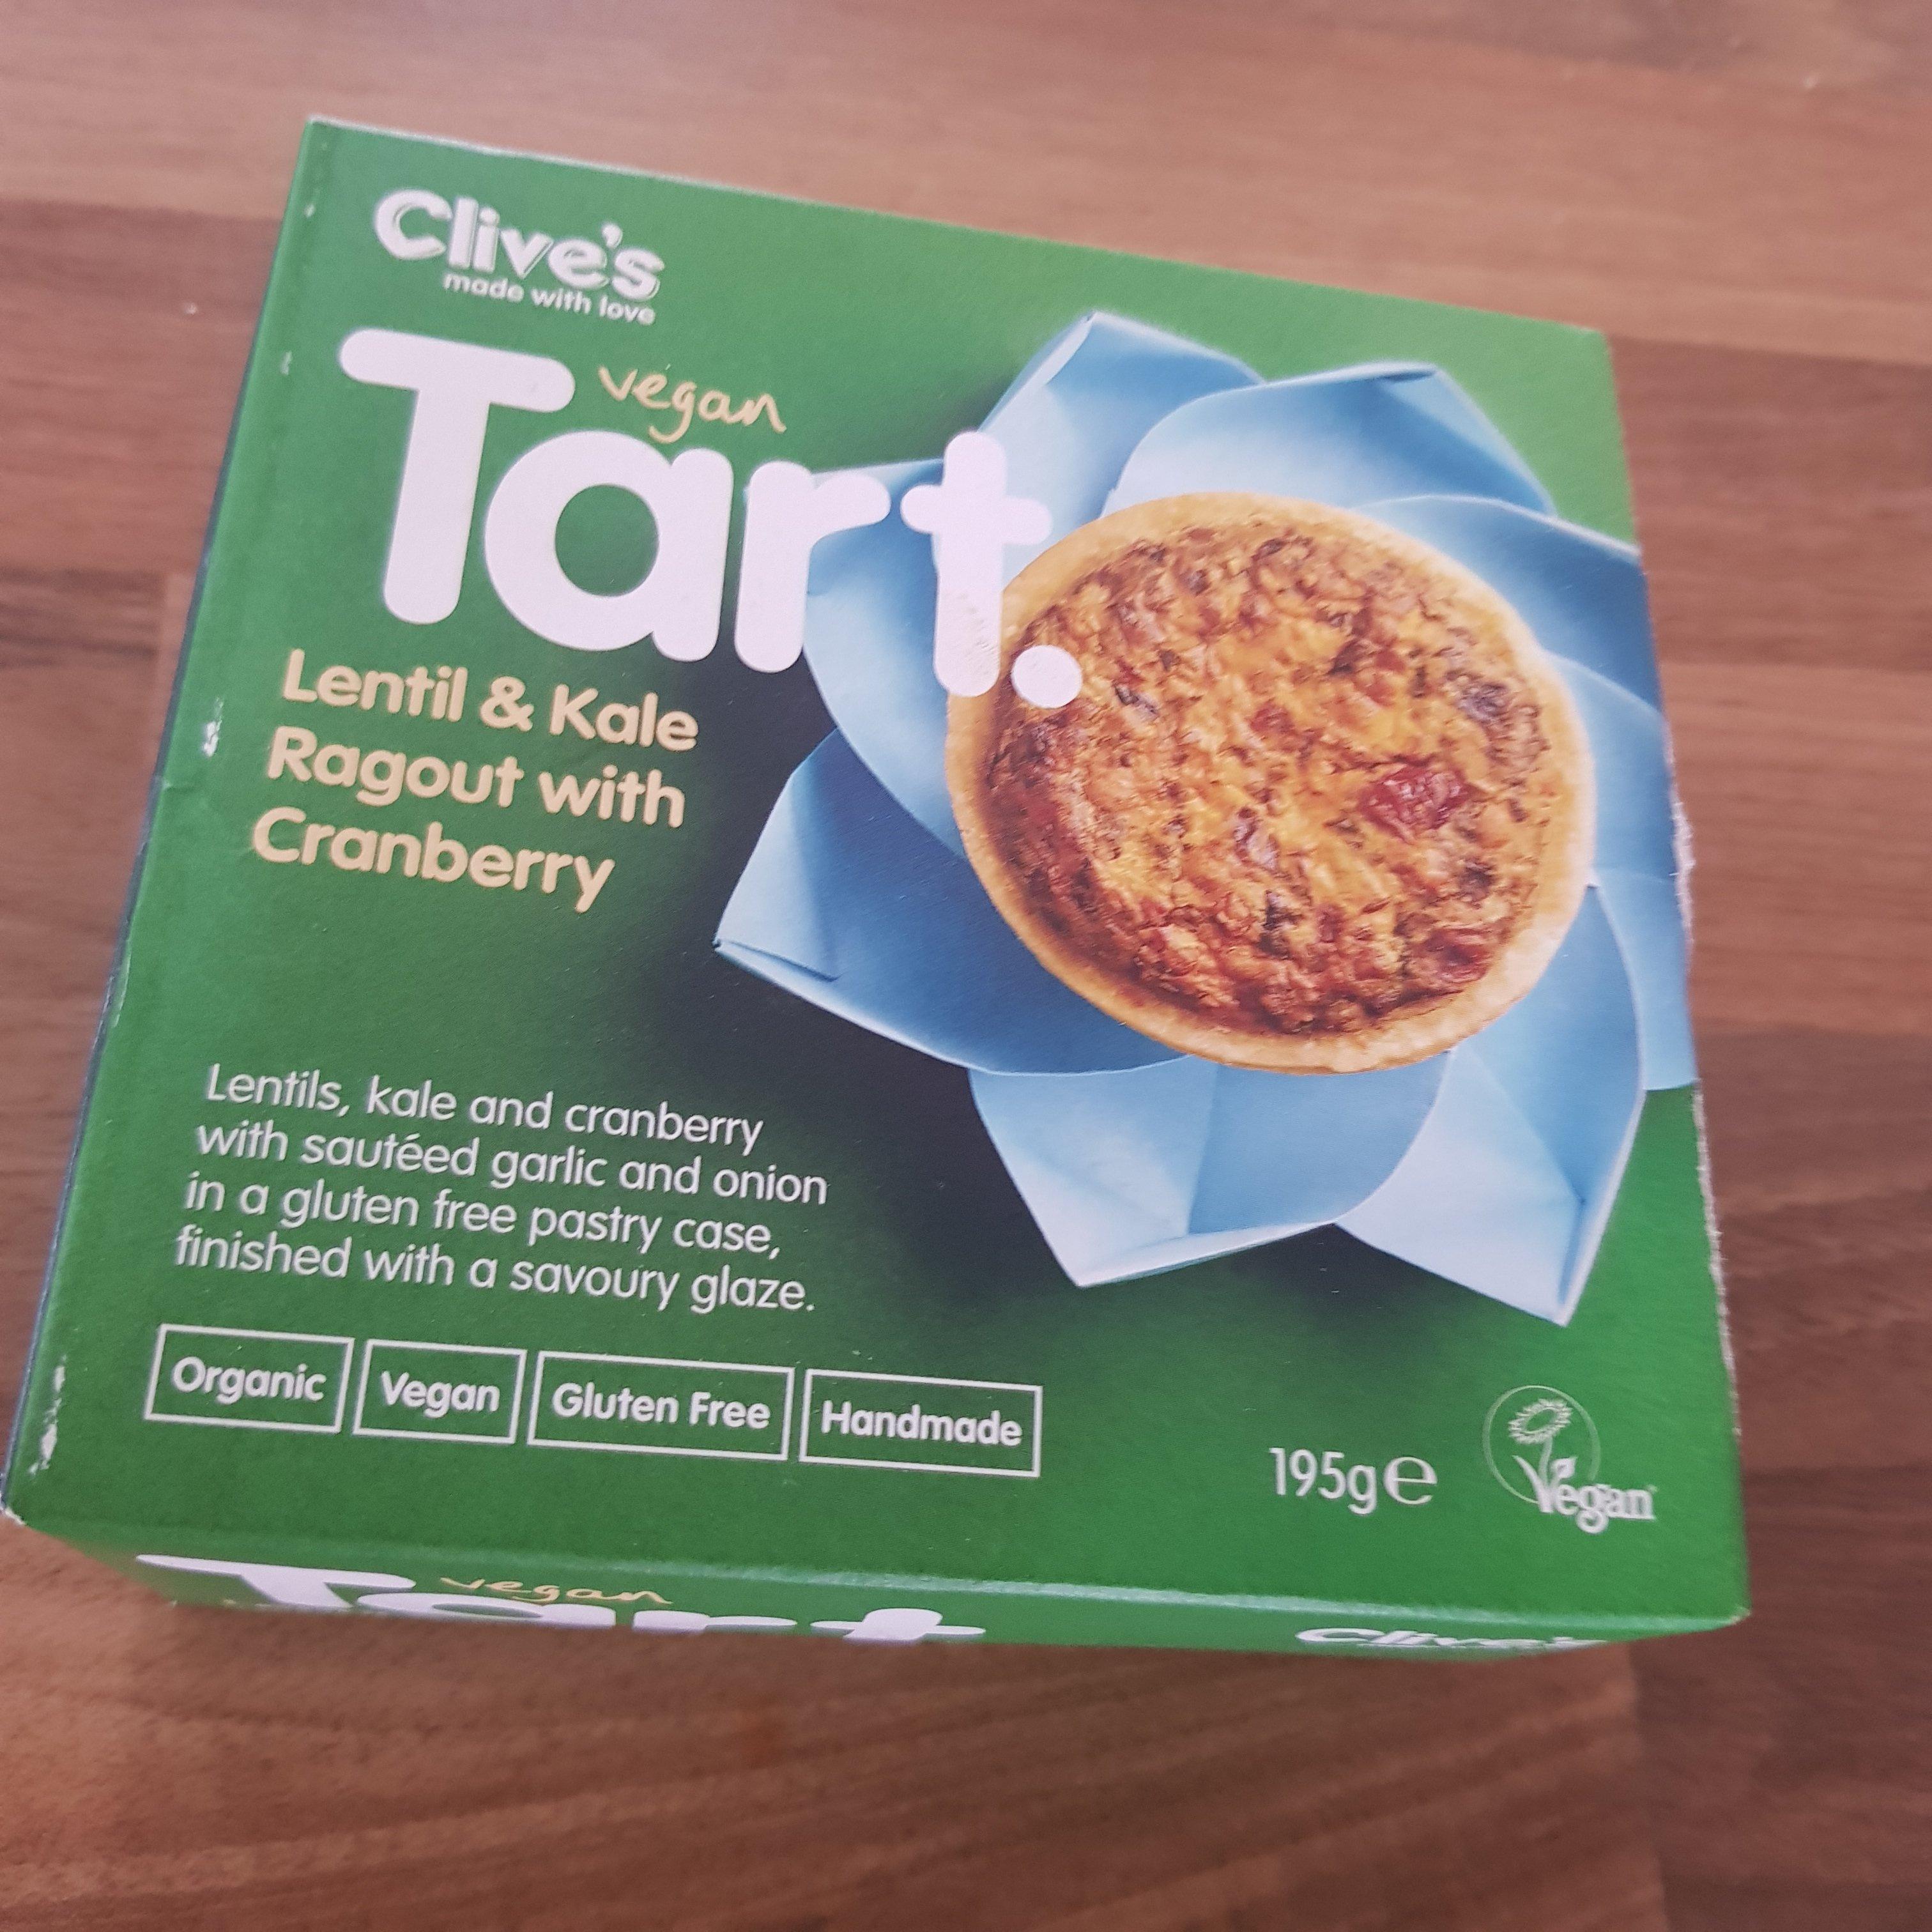 Clive's
made with love
vegan
Tart.
Lentil & Kale
Ragout with
Cranberry
Lentils, kale and cranberry
with sautéed garlic and onion
in a gluten free pastry case,
finished with a savoury glaze.
Organic
Vegan
Gluten Free
Handmade
195g℮
Vegan
vegan
Tart
Clive's